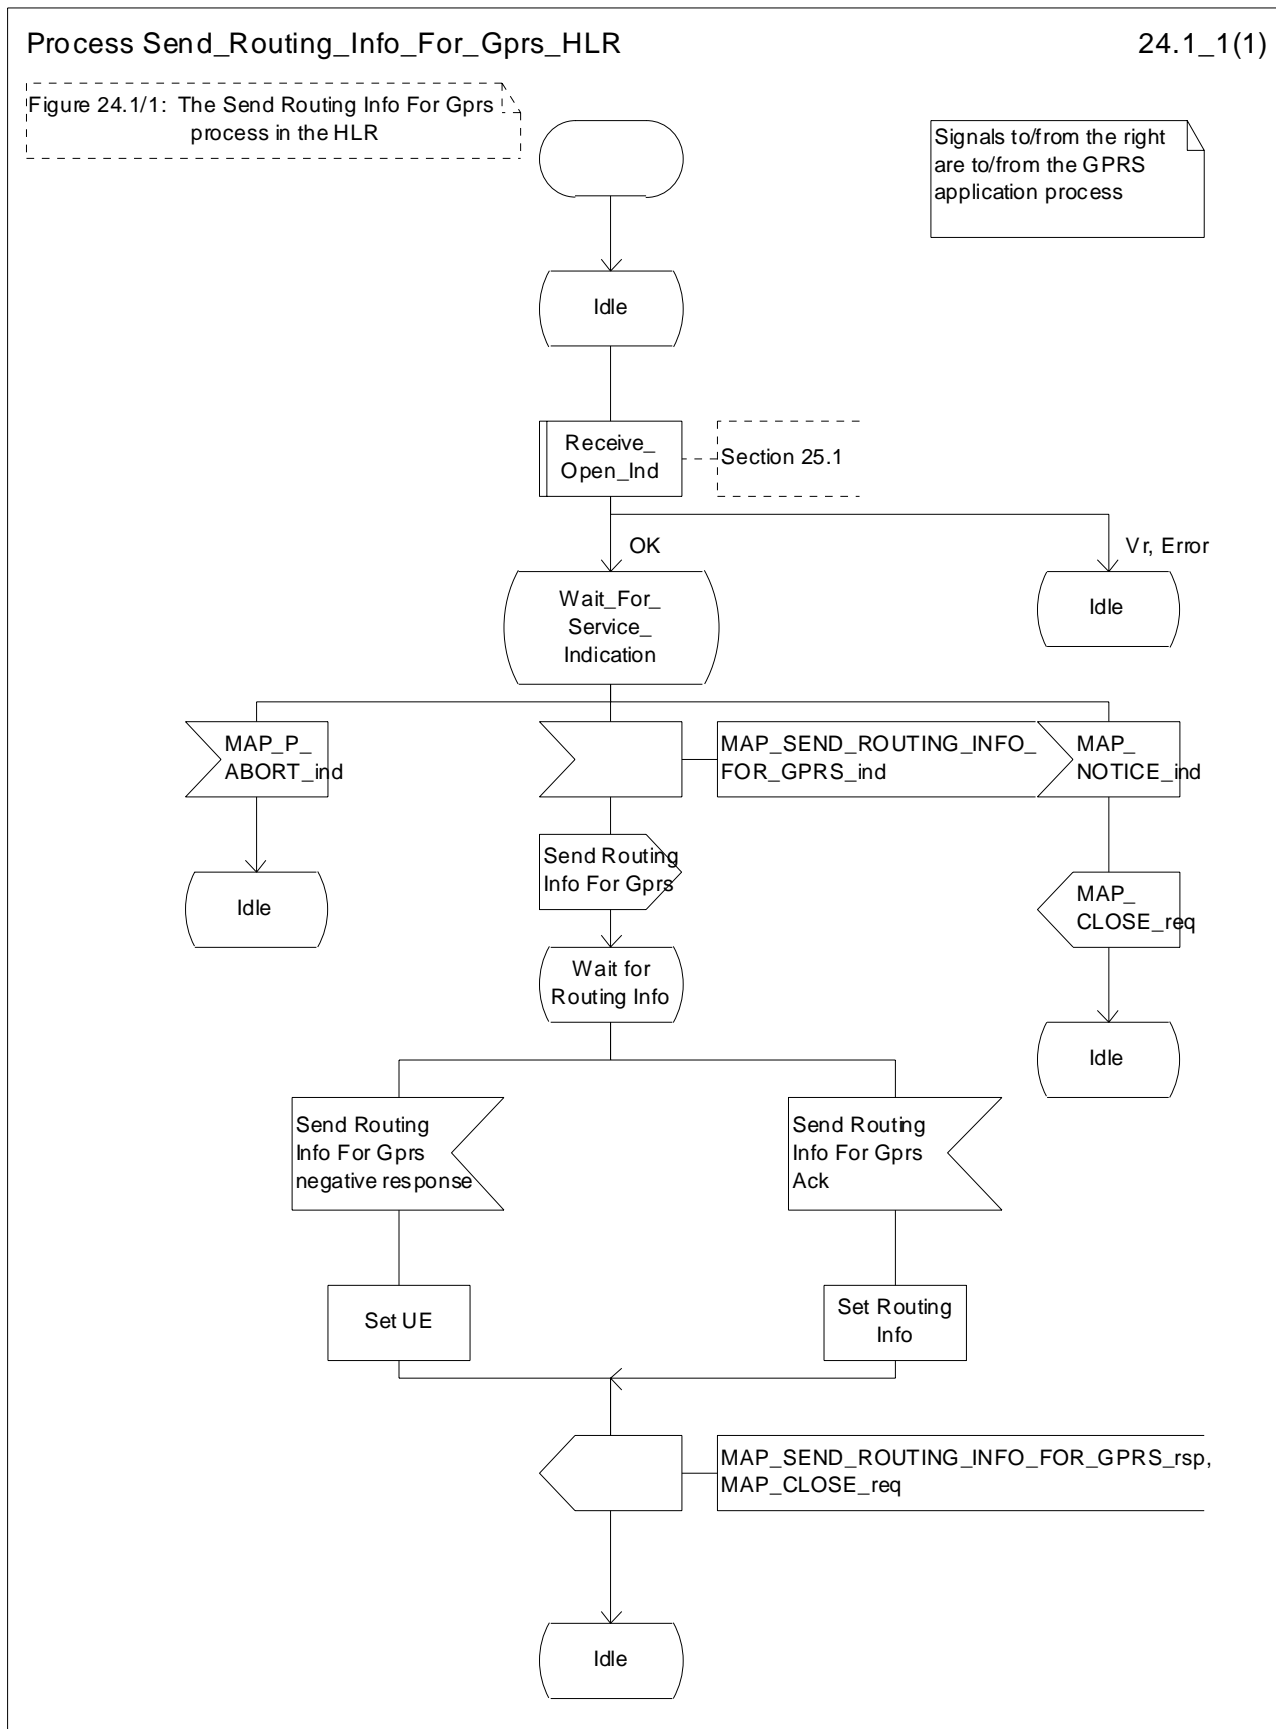 Process Send_Routing_Info_For_Gprs_HLR
24.1_1(1)
Figure 24.1/1: The Send Routing Info For Gprs
process in the HLR
Signals to/from the right
are to/from the GPRS
application process
Idle
Receive_
Open_Ind
Section 25.1
OK
Vr, Error
Wait_For_
Service_
Indication
Idle
MAP_P_
ABORT_ind
MAP_SEND_ROUTING_INFO_
FOR_GPRS_ind
MAP_
NOTICE_ind
Send Routing
Info For Gprs
Idle
MAP_
CLOSE_req
Wait for
Routing Info
Idle
Send Routing
Info For Gprs
negative response
Send Routing
Info For Gprs
Ack
Set UE
Set Routing
Info
MAP_SEND_ROUTING_INFO_FOR_GPRS_rsp,
MAP_CLOSE_req
Idle